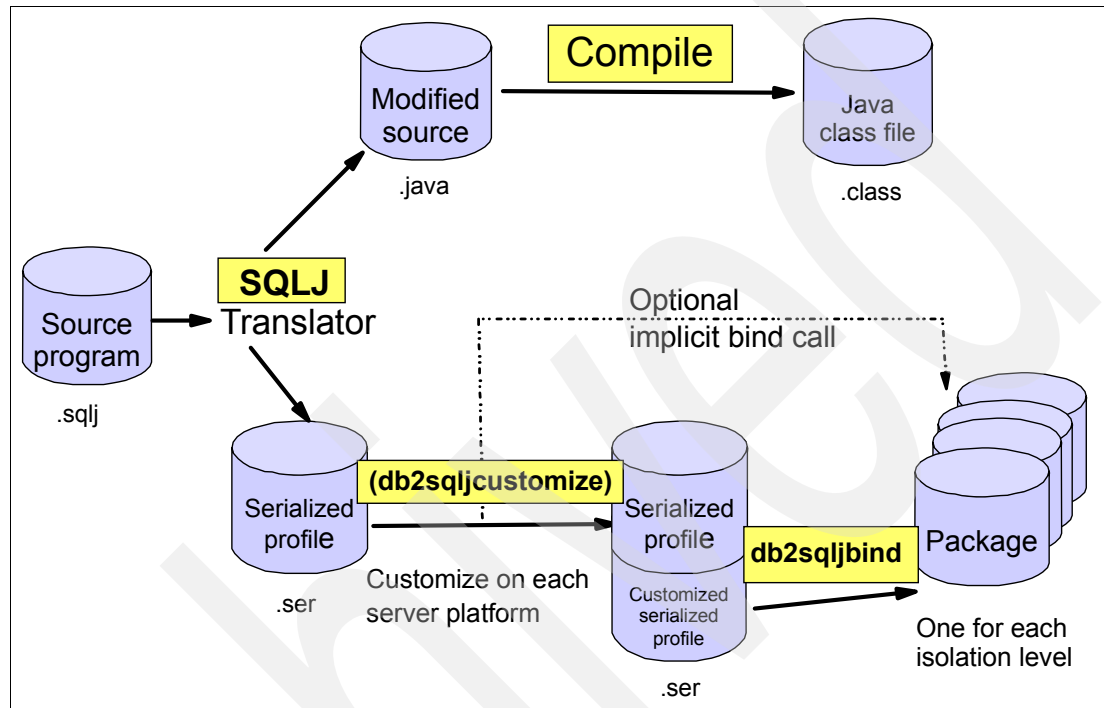 Compile
Modified
source
.java
Java
class file
.class
SQLJ
Translator
Source
program
.sqlj
Optional
implicit bind call
Serialized
profile
.ser
(db2sqljcustomize)
Customize on each
server platform
Serialized
profile
Customized
serialized
profile
.ser
db2sqljbind
Package
One for each
isolation level